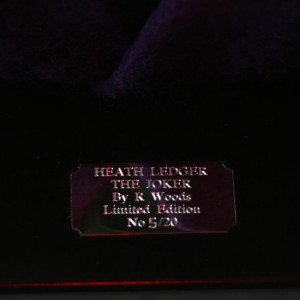 HEATH LEDGER
THE JOKER
By R Woods
Limited Edition
No 5/20